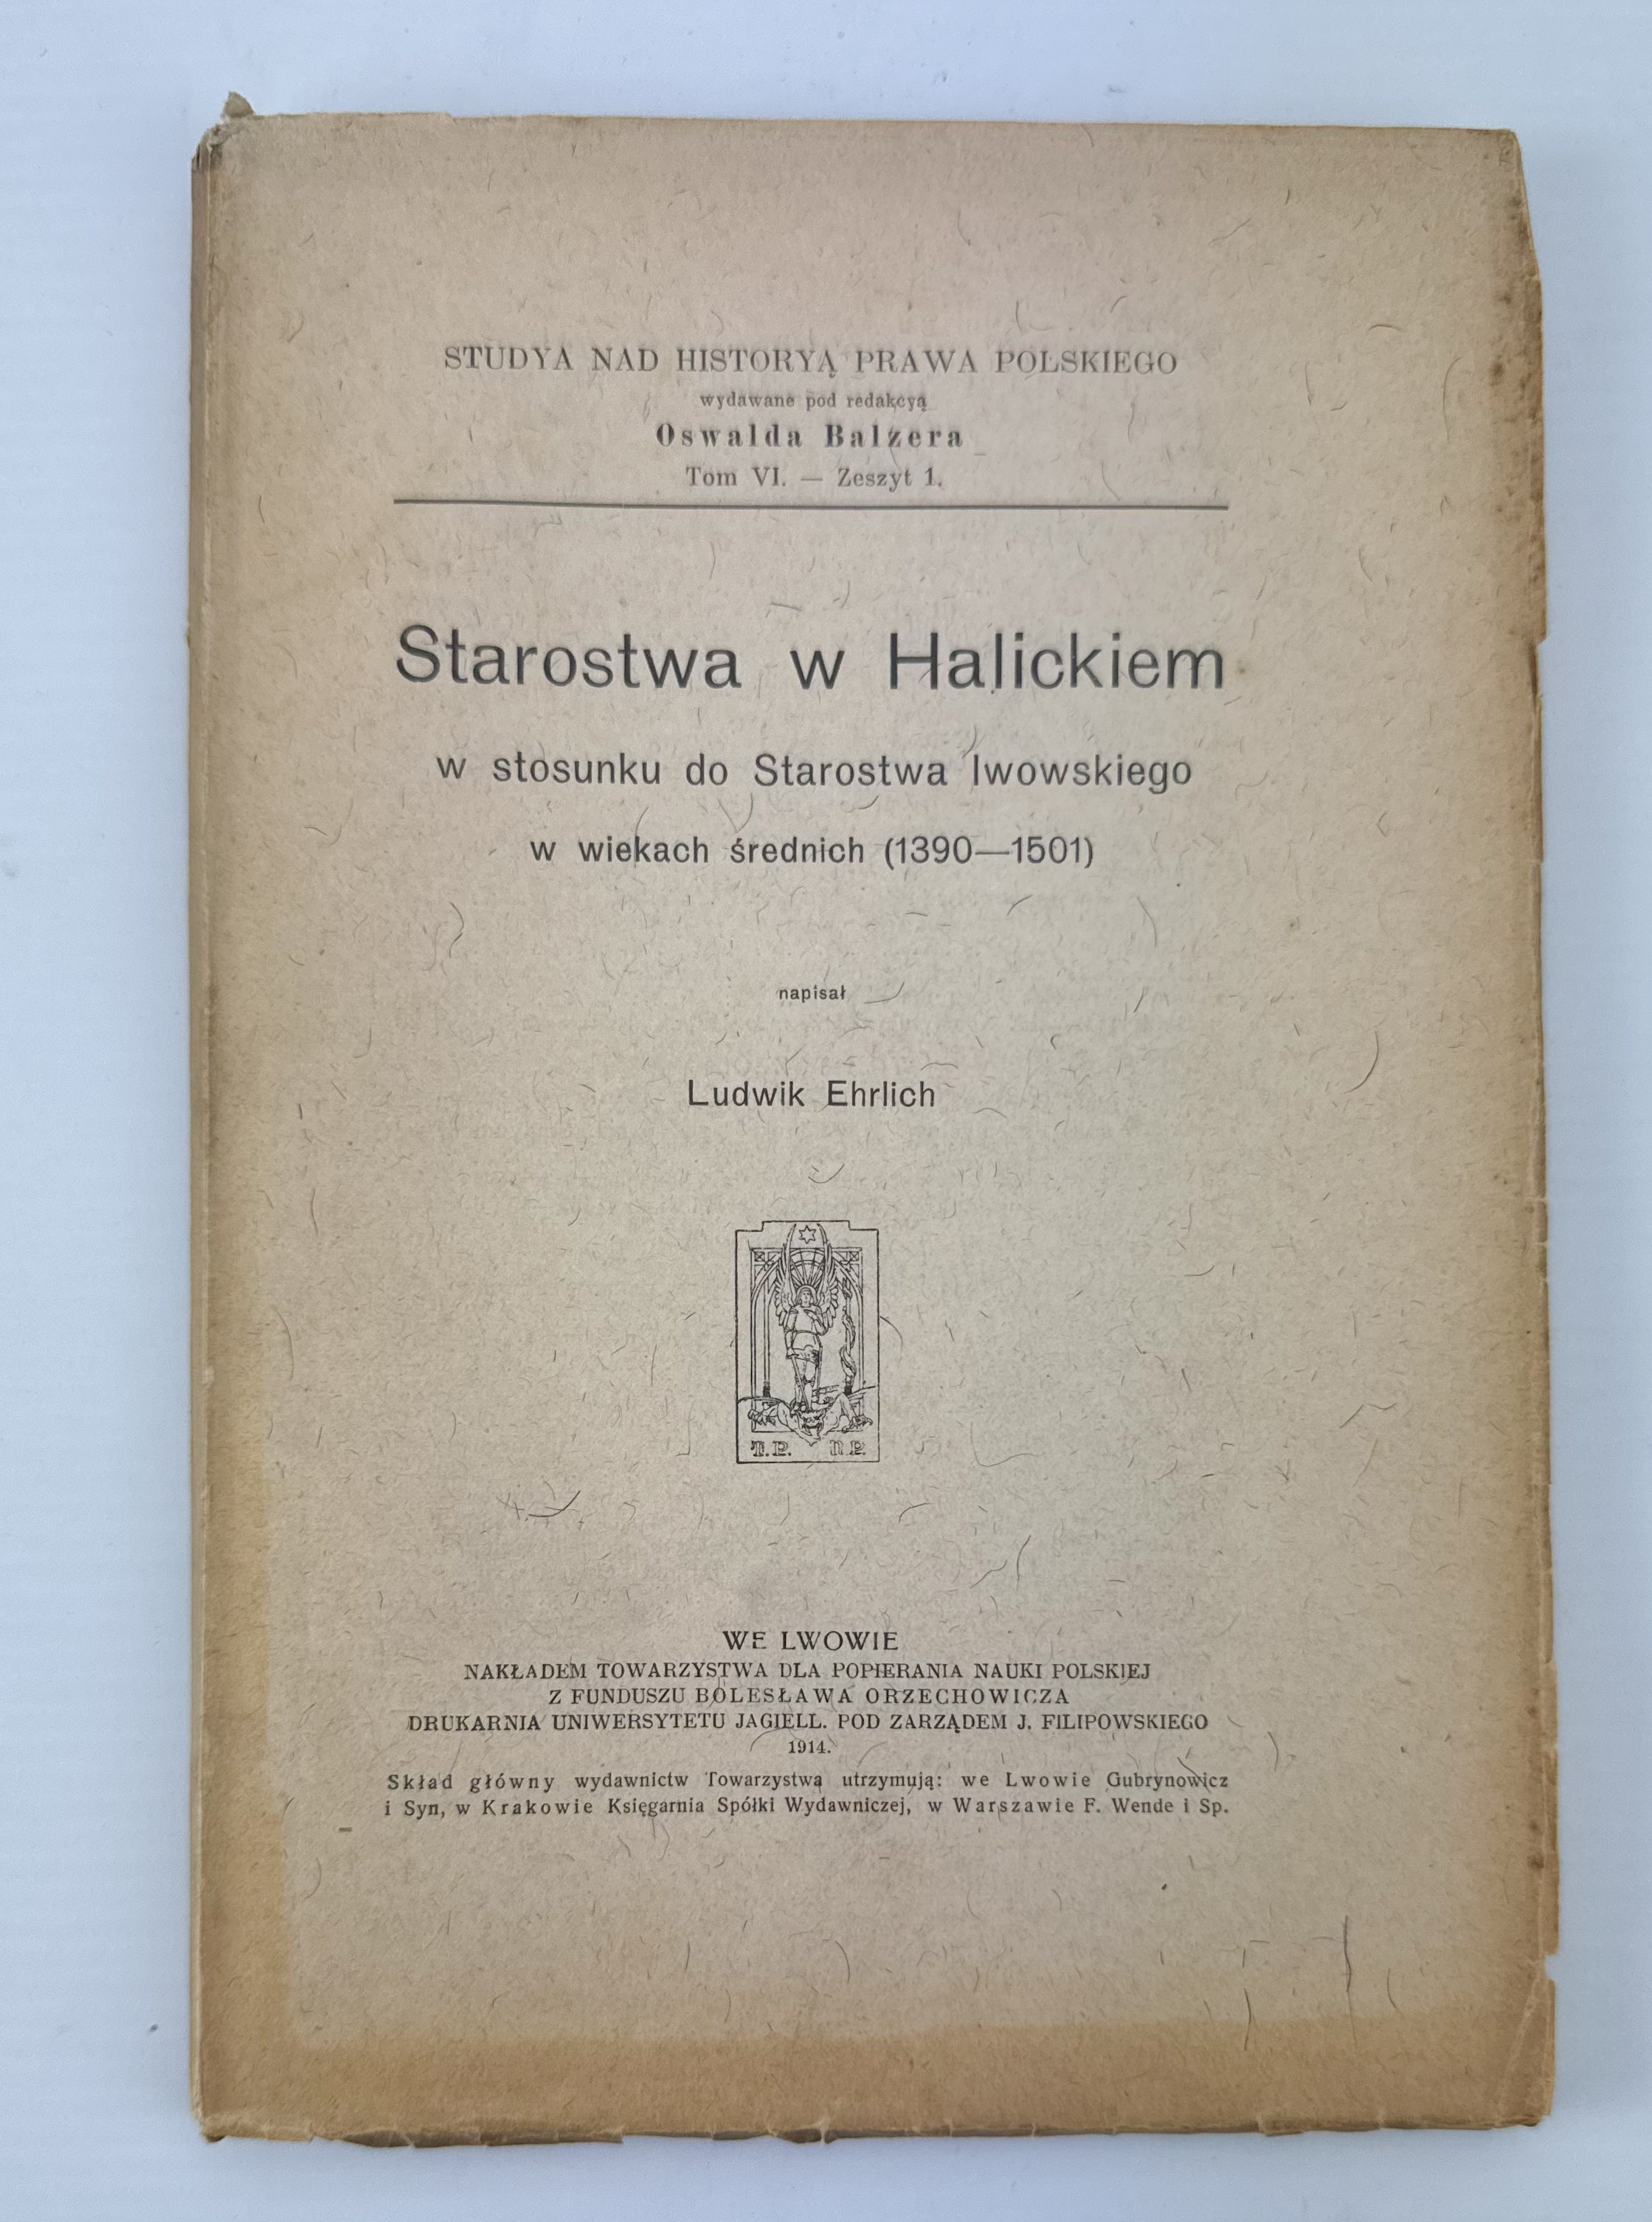 STUDYA NAD HISTORYĄ PRAWA POLSKIEGO
wydawane pod redakcyą
Oswalda Balzera
Tom VI. — Zeszyt 1.
Starostwa w Halickiem
w stosunku do Starostwa lwowskiego
w wiekach średnich (1390—1501)
napisał
Ludwik Ehrlich
T. P. N. P.
WE LWOWIE
NAKŁADEM TOWARZYSTWA DLA POPIERANIA NAUKI POLSKIEJ
Z FUNDUSZU BOLESŁAWA ORZECHOWICZA
DRUKARNIA UNIWERSYTETU JAGIELL. POD ZARZĄDEM J. FILIPOWSKIEGO
1914.
Skład główny wydawnictw Towarzystwa utrzymują: we Lwowie Gubrynowicz
i Syn, w Krakowie Księgarnia Spółki Wydawniczej, w Warszawie F. Wende i Sp.